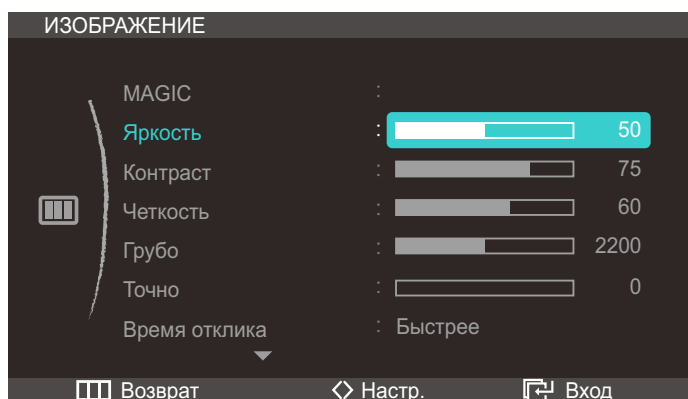 ИЗОБРАЖЕНИЕ
MAGIC :
Яркость : 50
Контраст : 75
Четкость : 60
Грубо : 2200
Точно : 0
Время отклика : Быстрее
Возврат Настр. Вход